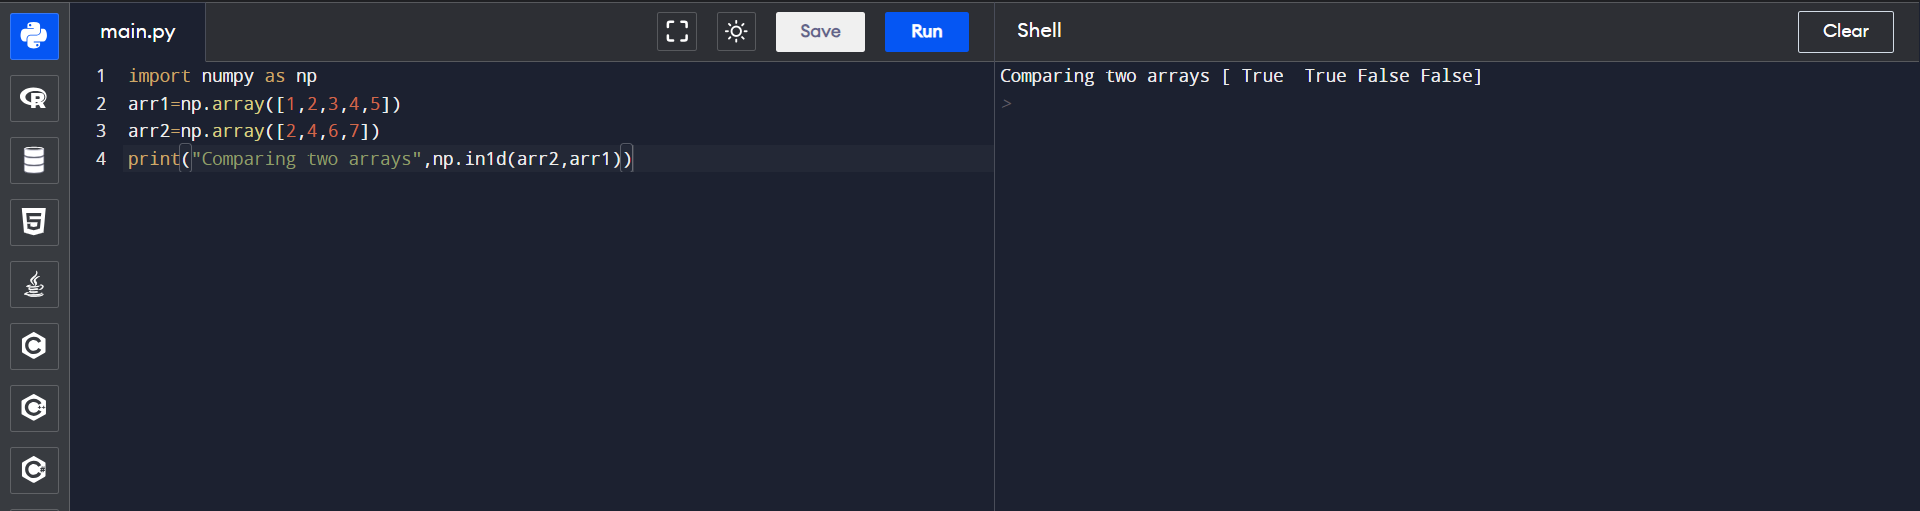 main.py
Save
Run
Shell
Clear
1 import numpy as np
2 arr1=np.array([1,2,3,4,5])
3 arr2=np.array([2,4,6,7])
4 print("Comparing two arrays",np.in1d(arr2,arr1))
Comparing two arrays [ True  True False False]
>